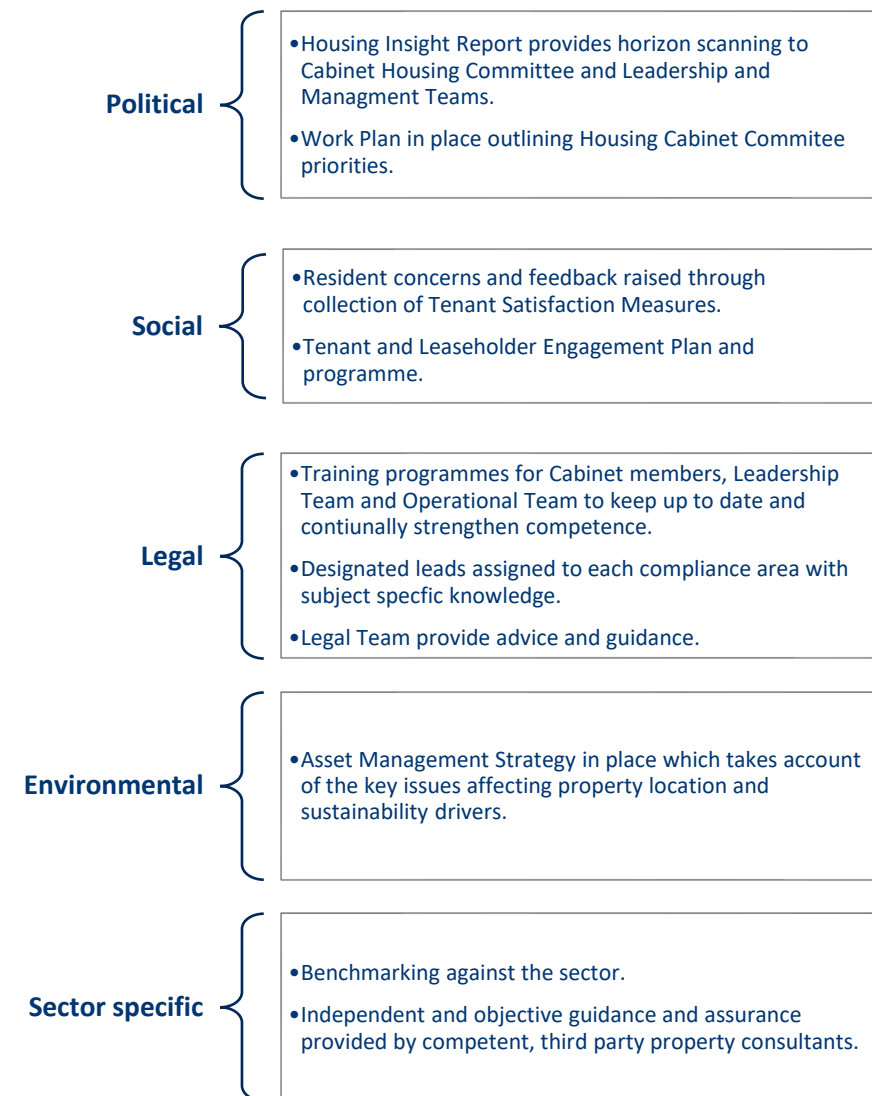 Political
•Housing Insight Report provides horizon scanning to
Cabinet Housing Committee and Leadership and
Managment Teams.
•Work Plan in place outlining Housing Cabinet Commitee
priorities.
Social
•Resident concerns and feedback raised through
collection of Tenant Satisfaction Measures.
•Tenant and Leaseholder Engagement Plan and
programme.
Legal
•Training programmes for Cabinet members, Leadership
Team and Operational Team to keep up to date and
contiunally strengthen competence.
•Designated leads assigned to each compliance area with
subject specfic knowledge.
•Legal Team provide advice and guidance.
Environmental
•Asset Management Strategy in place which takes account
of the key issues affecting property location and
sustainability drivers.
Sector specific
•Benchmarking against the sector.
•Independent and objective guidance and assurance
provided by competent, third party property consultants.